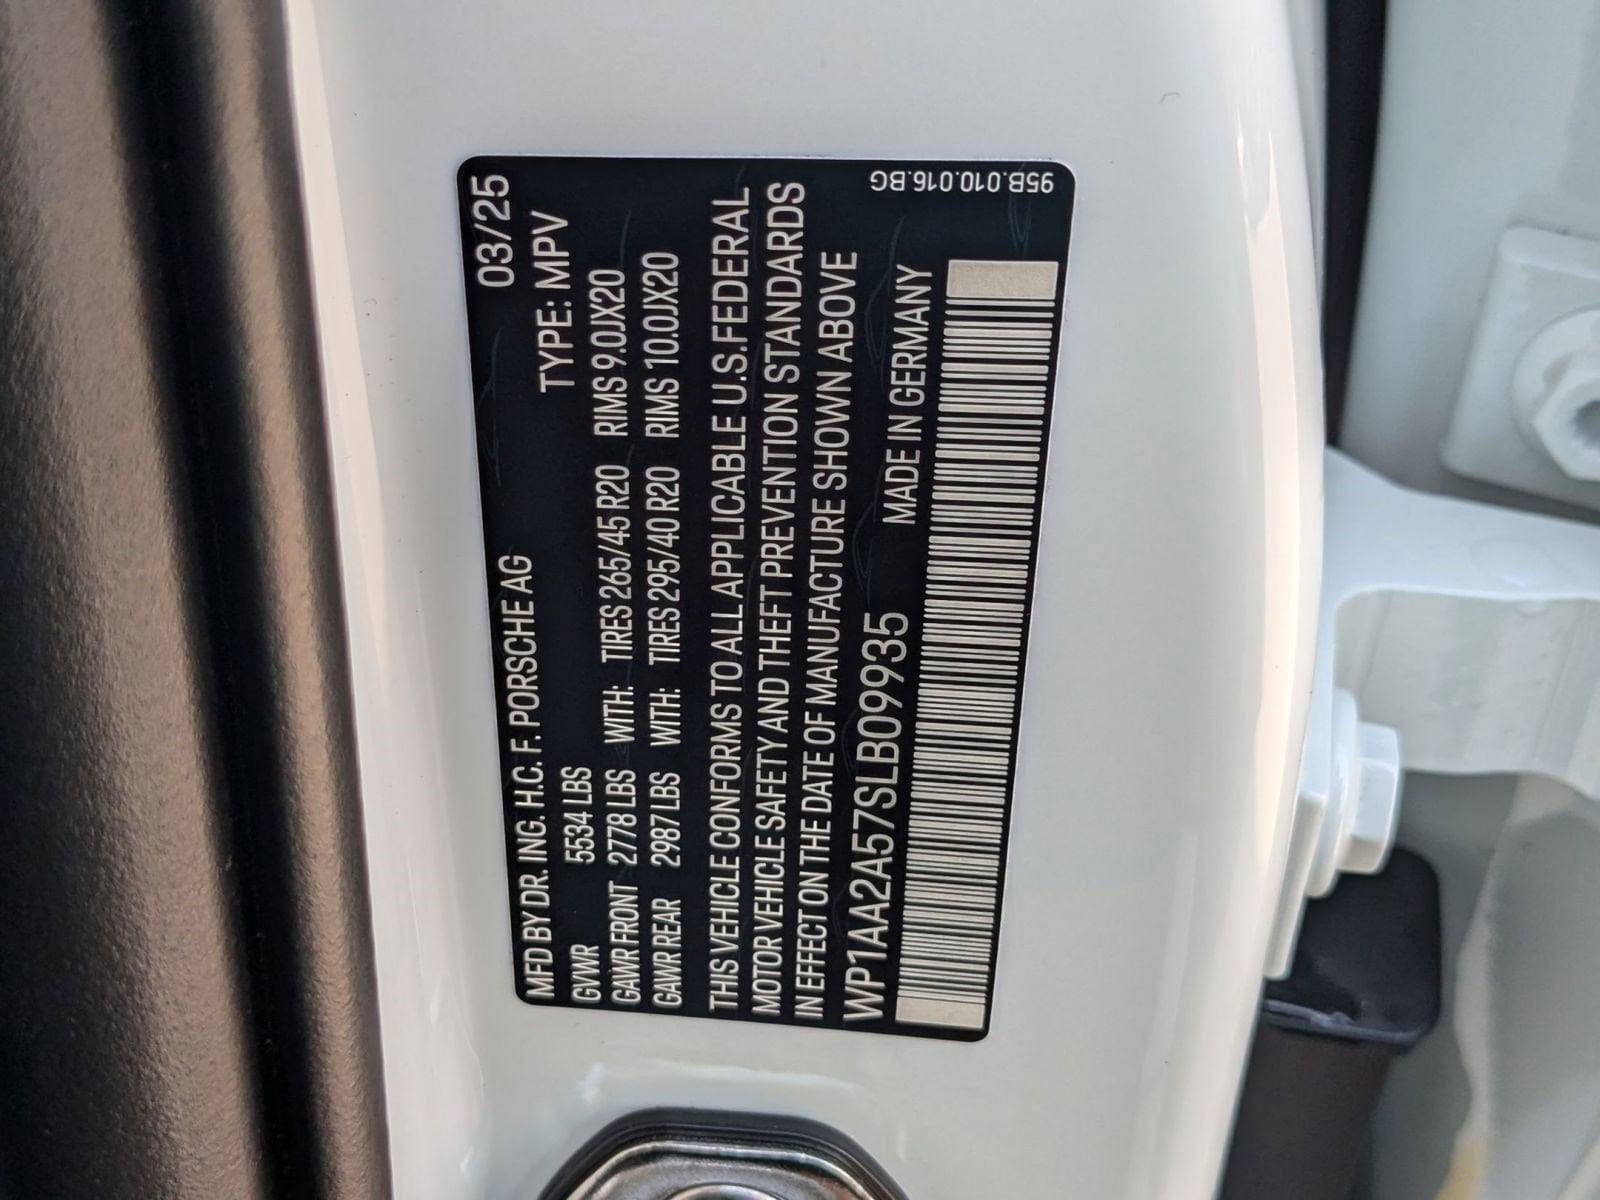 03/25
MFD BY DR. ING. H.C. F. PORSCHE AG
TYPE: MPV
GVWR 5534 LBS
GAWR FRONT 2778 LBS WITH: TIRES 265/45 R20 RIMS 9.0JX20
GAWR REAR 2987 LBS WITH: TIRES 295/40 R20 RIMS 10.0JX20
THIS VEHICLE CONFORMS TO ALL APPLICABLE U.S. FEDERAL
MOTOR VEHICLE SAFETY AND THEFT PREVENTION STANDARDS
IN EFFECT ON THE DATE OF MANUFACTURE SHOWN ABOVE
WP1AA2A57SLB09935 MADE IN GERMANY
95B.010.016.BG